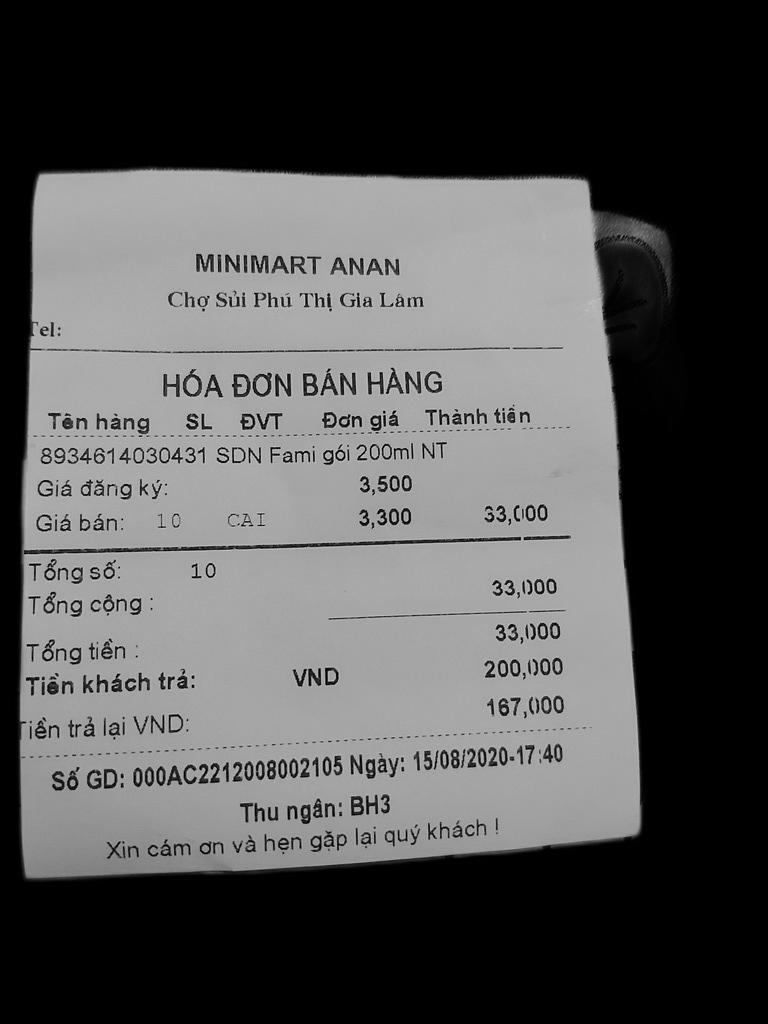 MINIMART ANAN
Chợ Sủi Phú Thị Gia Lâm
Tel:
HÓA ĐƠN BÁN HÀNG
Tên hàng SL ĐVT Đơn giá Thành tiền
8934614030431 SDN Fami gói 200ml NT
Giá đăng ký: 3,500
Giá bán: 10 CAI 3,300 33,000
Tổng số: 10
Tổng cộng : 33,000
Tổng tiền : 33,000
Tiền khách trả: VND 200,000
Tiền trả lại VND: 167,000
Số GD: 000AC2212008002105 Ngày: 15/08/2020-17:40
Thu ngân: BH3
Xin cám ơn và hẹn gặp lại quý khách !